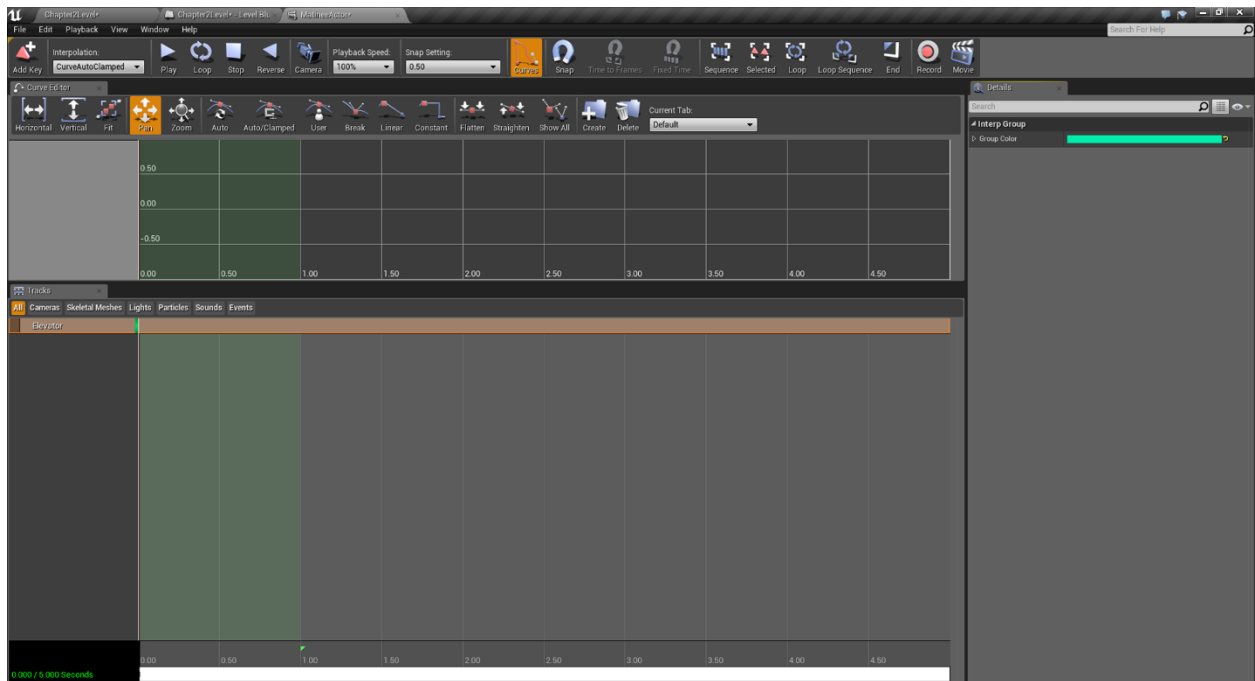 Chapter2Level• Chapter2Level• - Level Blu MatineeActor•
File Edit Playback View Window Help Search For Help
Interpolation: Playback Speed: Snap Setting:
CurveAutoClamped 100% 0.50
Add Key Play Loop Stop Reverse Camera Curves Snap Time to Frames Fixed Time Sequence Selected Loop Loop Sequence End Record Movie
Curve Editor Details
Current Tab: Search
Default
Horizontal Vertical Fit Pan Zoom Auto Auto/Clamped User Break Linear Constant Flatten Straighten Show All Create Delete
Interp Group
Group Color
0.50
0.00
-0.50
0.00 0.50 1.00 1.50 2.00 2.50 3.00 3.50 4.00 4.50
Tracks
All Cameras Skeletal Meshes Lights Particles Sounds Events
Elevator
0.00 0.50 1.00 1.50 2.00 2.50 3.00 3.50 4.00 4.50
0.000 / 5.000 Seconds